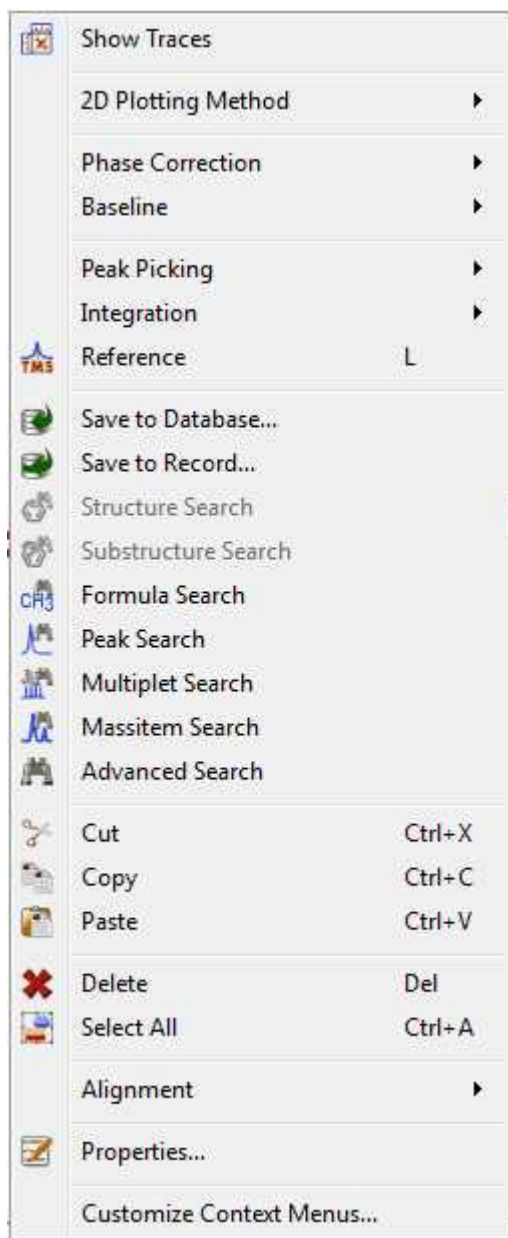 Show Traces
2D Plotting Method
Phase Correction
Baseline
Peak Picking
Integration
TMS Reference L
Save to Database...
Save to Record...
Structure Search
Substructure Search
CH3 Formula Search
Peak Search
Multiplet Search
Massitem Search
Advanced Search
Cut Ctrl+X
Copy Ctrl+C
Paste Ctrl+V
Delete Del
Select All Ctrl+A
Alignment
Properties...
Customize Context Menus...